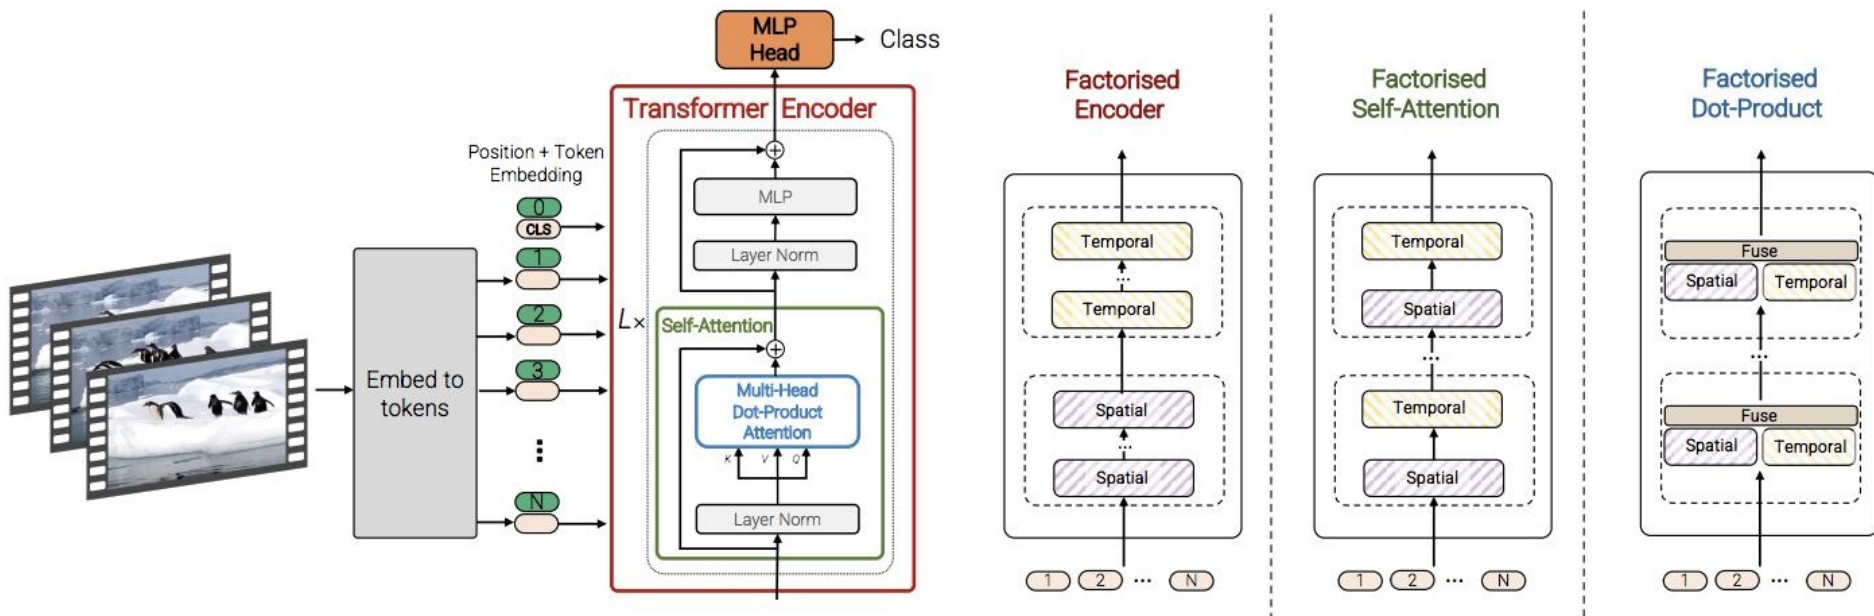 MLP
Head
Class
Transformer Encoder
Position + Token
Embedding
0
CLS
1
2
3
N
Embed to
tokens
L×
MLP
Layer Norm
Self-Attention
Multi-Head
Dot-Product
Attention
K V Q
Layer Norm
Factorised
Encoder
Temporal
...
Temporal
Spatial
...
Spatial
1 2 ... N
Factorised
Self-Attention
Temporal
Spatial
...
Temporal
Spatial
1 2 ... N
Factorised
Dot-Product
Fuse
Spatial Temporal
...
Fuse
Spatial Temporal
1 2 ... N